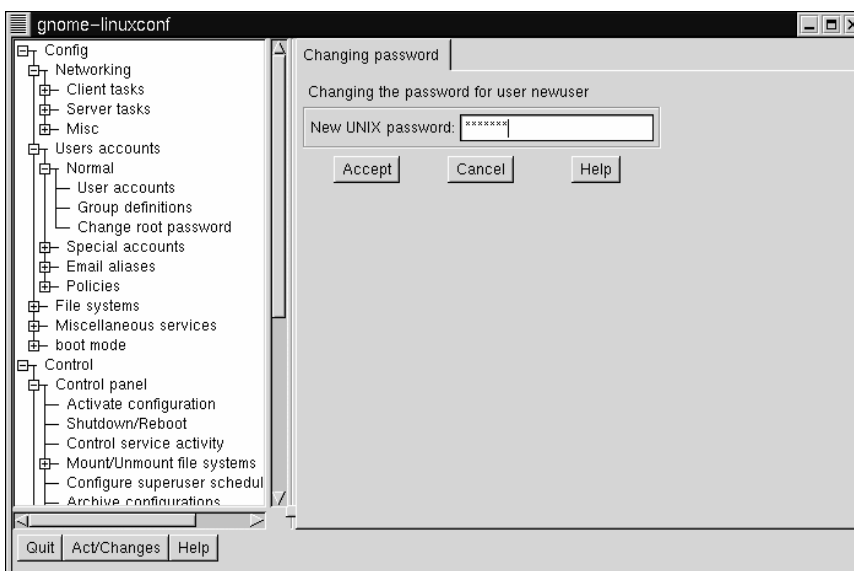 gnome-linuxconf
Config
Networking
Client tasks
Server tasks
Misc
Users accounts
Normal
User accounts
Group definitions
Change root password
Special accounts
Email aliases
Policies
File systems
Miscellaneous services
boot mode
Control
Control panel
Activate configuration
Shutdown/Reboot
Control service activity
Mount/Unmount file systems
Configure superuser schedul
Archive configurations
Changing password
Changing the password for user newuser
New UNIX password: *******
Accept Cancel Help
Quit Act/Changes Help